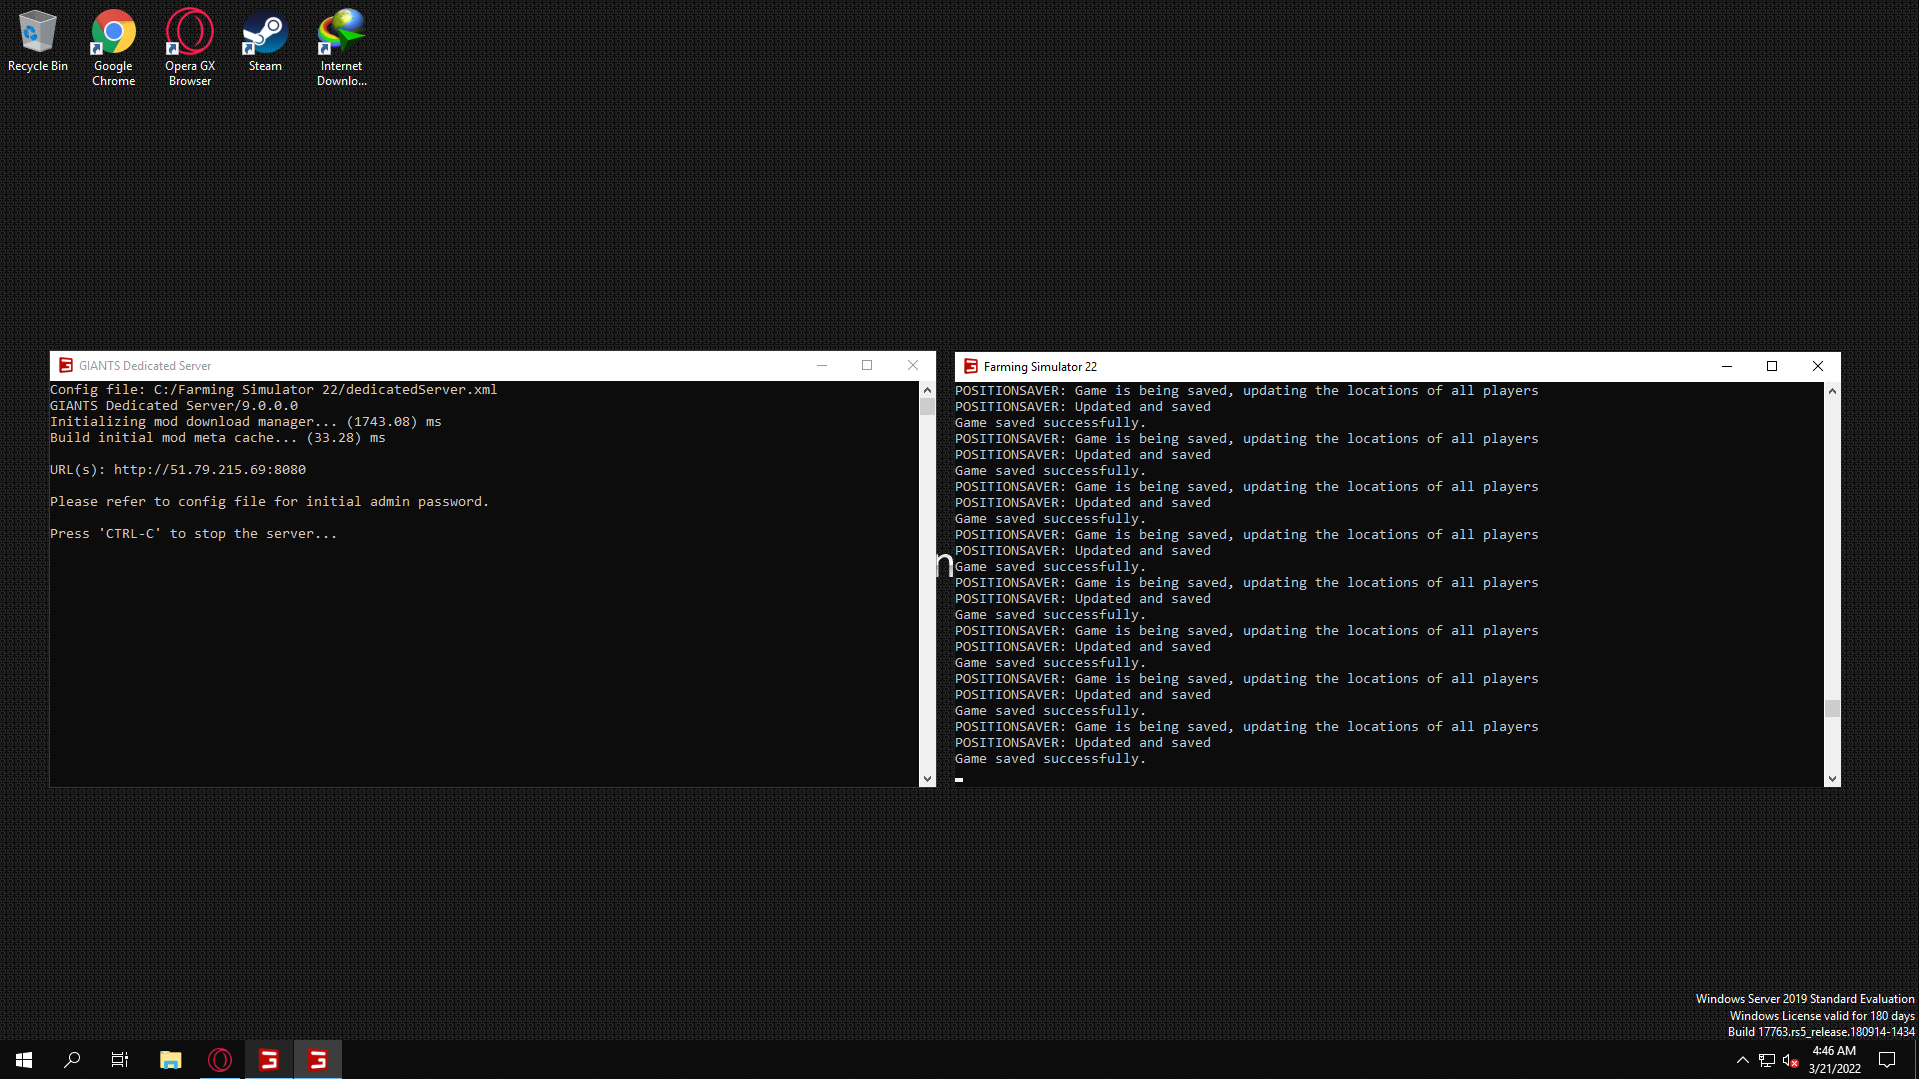 Recycle Bin
Google
Chrome
Opera GX
Browser
Steam
Internet
Downlo...
GIANTS Dedicated Server
Config file: C:/Farming Simulator 22/dedicatedServer.xml
GIANTS Dedicated Server/9.0.0.0
Initializing mod download manager... (1743.08) ms
Build initial mod meta cache... (33.28) ms
URL(s): http://51.79.215.69:8080
Please refer to config file for initial admin password.
Press 'CTRL-C' to stop the server...
n
Farming Simulator 22
POSITIONSAVER: Game is being saved, updating the locations of all players
POSITIONSAVER: Updated and saved
Game saved successfully.
POSITIONSAVER: Game is being saved, updating the locations of all players
POSITIONSAVER: Updated and saved
Game saved successfully.
POSITIONSAVER: Game is being saved, updating the locations of all players
POSITIONSAVER: Updated and saved
Game saved successfully.
POSITIONSAVER: Game is being saved, updating the locations of all players
POSITIONSAVER: Updated and saved
Game saved successfully.
POSITIONSAVER: Game is being saved, updating the locations of all players
POSITIONSAVER: Updated and saved
Game saved successfully.
POSITIONSAVER: Game is being saved, updating the locations of all players
POSITIONSAVER: Updated and saved
Game saved successfully.
POSITIONSAVER: Game is being saved, updating the locations of all players
POSITIONSAVER: Updated and saved
Game saved successfully.
POSITIONSAVER: Game is being saved, updating the locations of all players
POSITIONSAVER: Updated and saved
Game saved successfully.
Windows Server 2019 Standard Evaluation
Windows License valid for 180 days
Build 17763.rs5_release.180914-1434
4:46 AM
3/21/2022